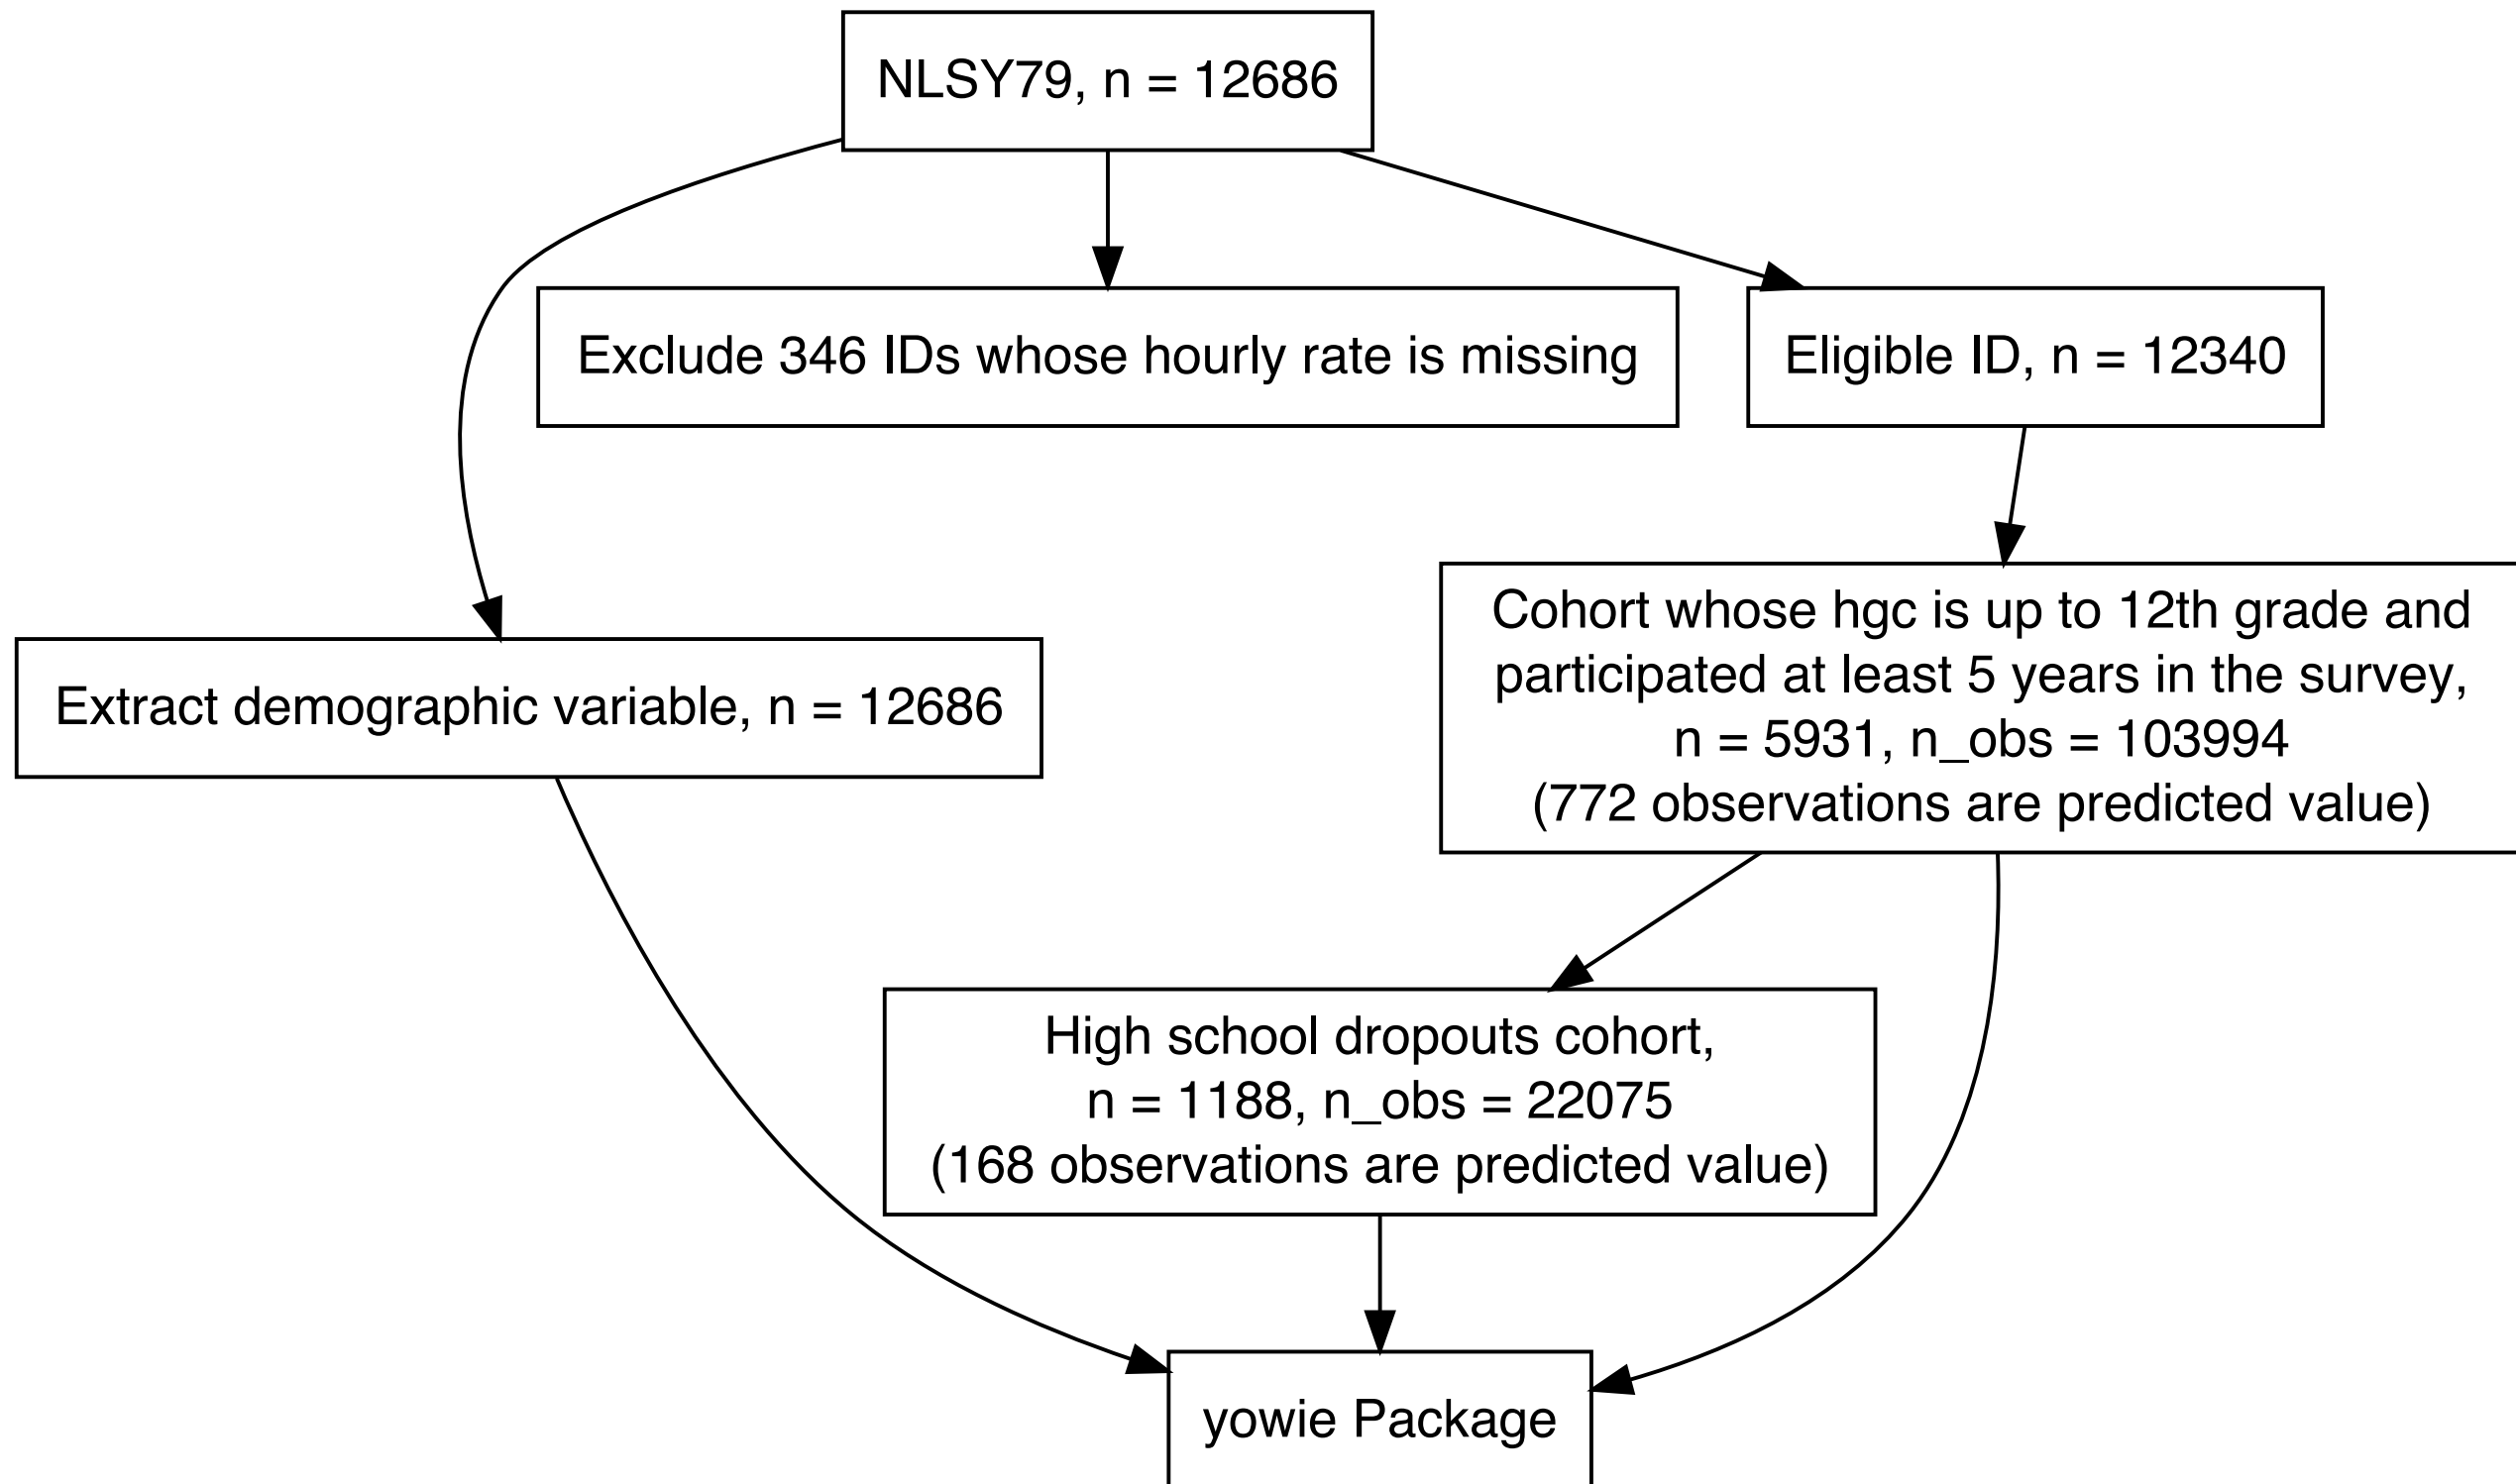 NLSY79, n = 12686
Exclude 346 IDs whose hourly rate is missing
Eligible ID, n = 12340
Extract demographic variable, n = 12686
Cohort whose hgc is up to 12th grade and
participated at least 5 years in the survey,
n = 5931, n_obs = 103994
(772 observations are predicted value)
High school dropouts cohort,
n = 1188, n_obs = 22075
(168 observations are predicted value)
yowie Package